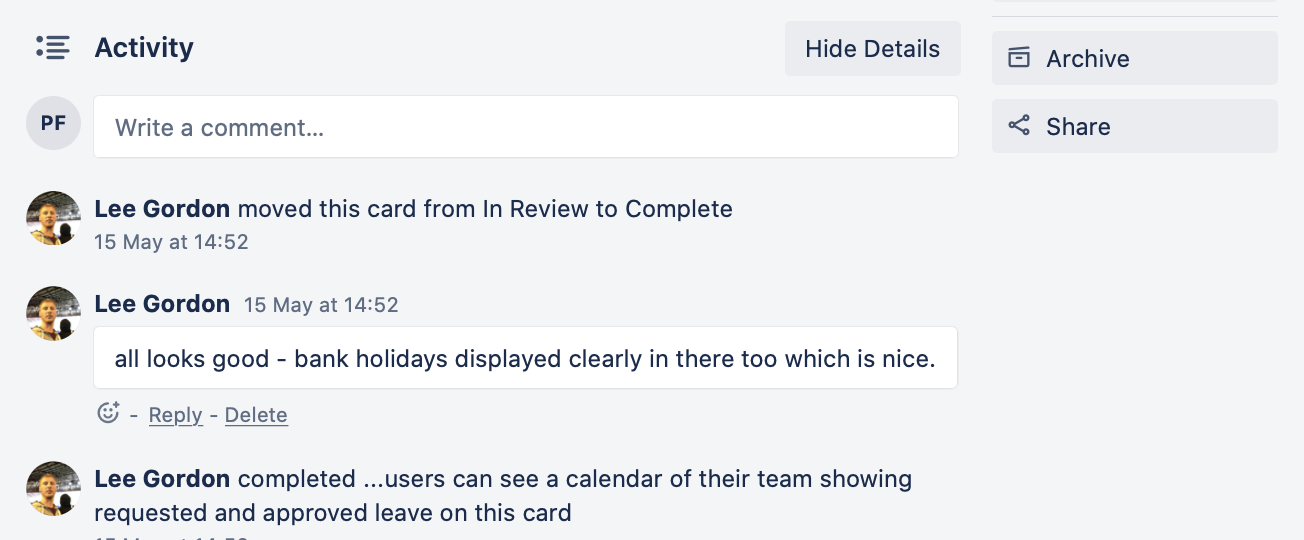 Activity
Hide Details
Archive
PF
Write a comment...
Share
Lee Gordon moved this card from In Review to Complete
15 May at 14:52
Lee Gordon 15 May at 14:52
all looks good - bank holidays displayed clearly in there too which is nice.
- Reply - Delete
Lee Gordon completed ...users can see a calendar of their team showing
requested and approved leave on this card